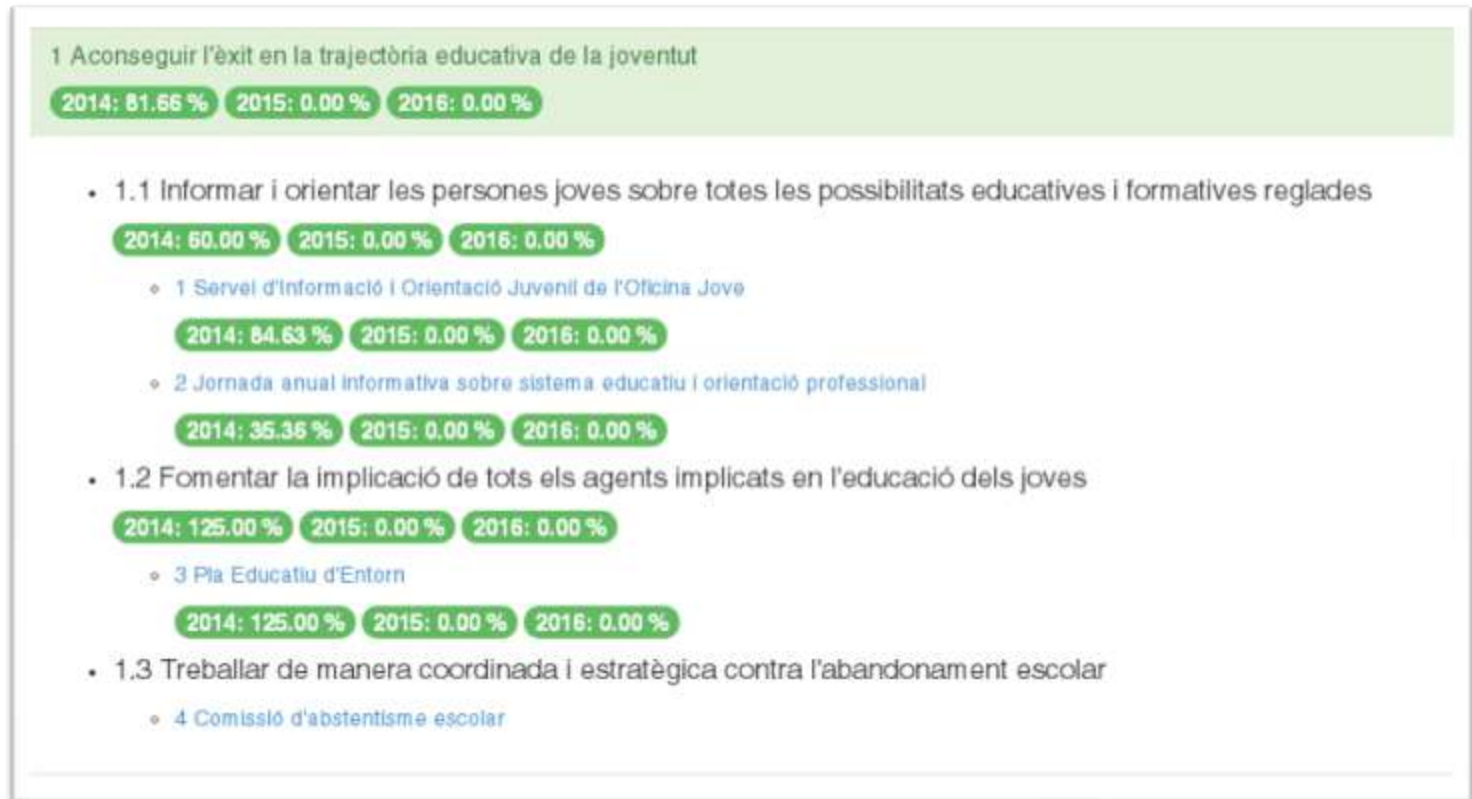 1 Aconseguir l'èxit en la trajectòria educativa de la joventut
2014: 81.66 % 2015: 0.00 % 2016: 0.00 %
• 1.1 Informar i orientar les persones joves sobre totes les possibilitats educatives i formatives reglades
2014: 60.00 % 2015: 0.00 % 2016: 0.00 %
1 Servei d'Informació i Orientació Juvenil de l'Oficina Jove
2014: 84.63 % 2015: 0.00 % 2016: 0.00 %
2 Jornada anual informativa sobre sistema educatiu i orientació professional
2014: 35.36 % 2015: 0.00 % 2016: 0.00 %
• 1.2 Fomentar la implicació de tots els agents implicats en l'educació dels joves
2014: 125.00 % 2015: 0.00 % 2016: 0.00 %
3 Pla Educatiu d'Entorn
2014: 125.00 % 2015: 0.00 % 2016: 0.00 %
• 1.3 Treballar de manera coordinada i estratègica contra l'abandonament escolar
4 Comissió d'abstentisme escolar